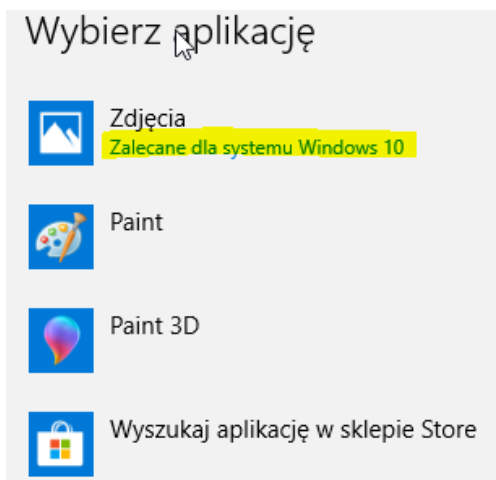 Wybierz aplikację
Zdjęcia
Zalecane dla systemu Windows 10
Paint
Paint 3D
Wyszukaj aplikację w sklepie Store